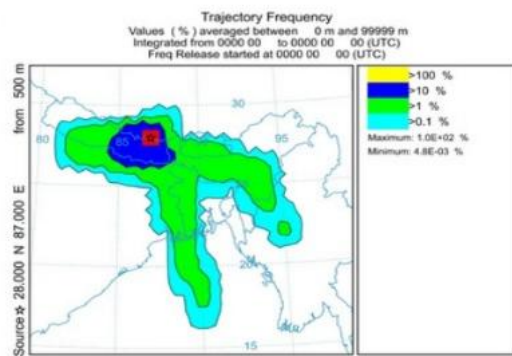 Trajectory Frequency
Values ( % ) averaged between 0 m and 99999 m
Integrated from 0000 00 to 0000 00 00 (UTC)
Freq Release started at 0000 00 00 (UTC)
Source ☆ 28.000 N 87.000 E from 500 m
80
85
30
95
20
15
>100 %
>10 %
>1 %
>0.1 %
Maximum: 1.0E+02 %
Minimum: 4.8E-03 %